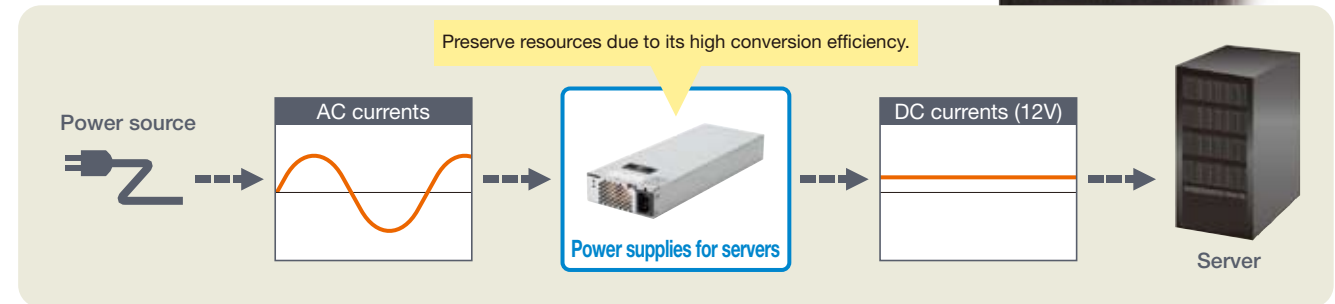 Preserve resources due to its high conversion efficiency.
Power source
AC currents
Power supplies for servers
DC currents (12V)
Server